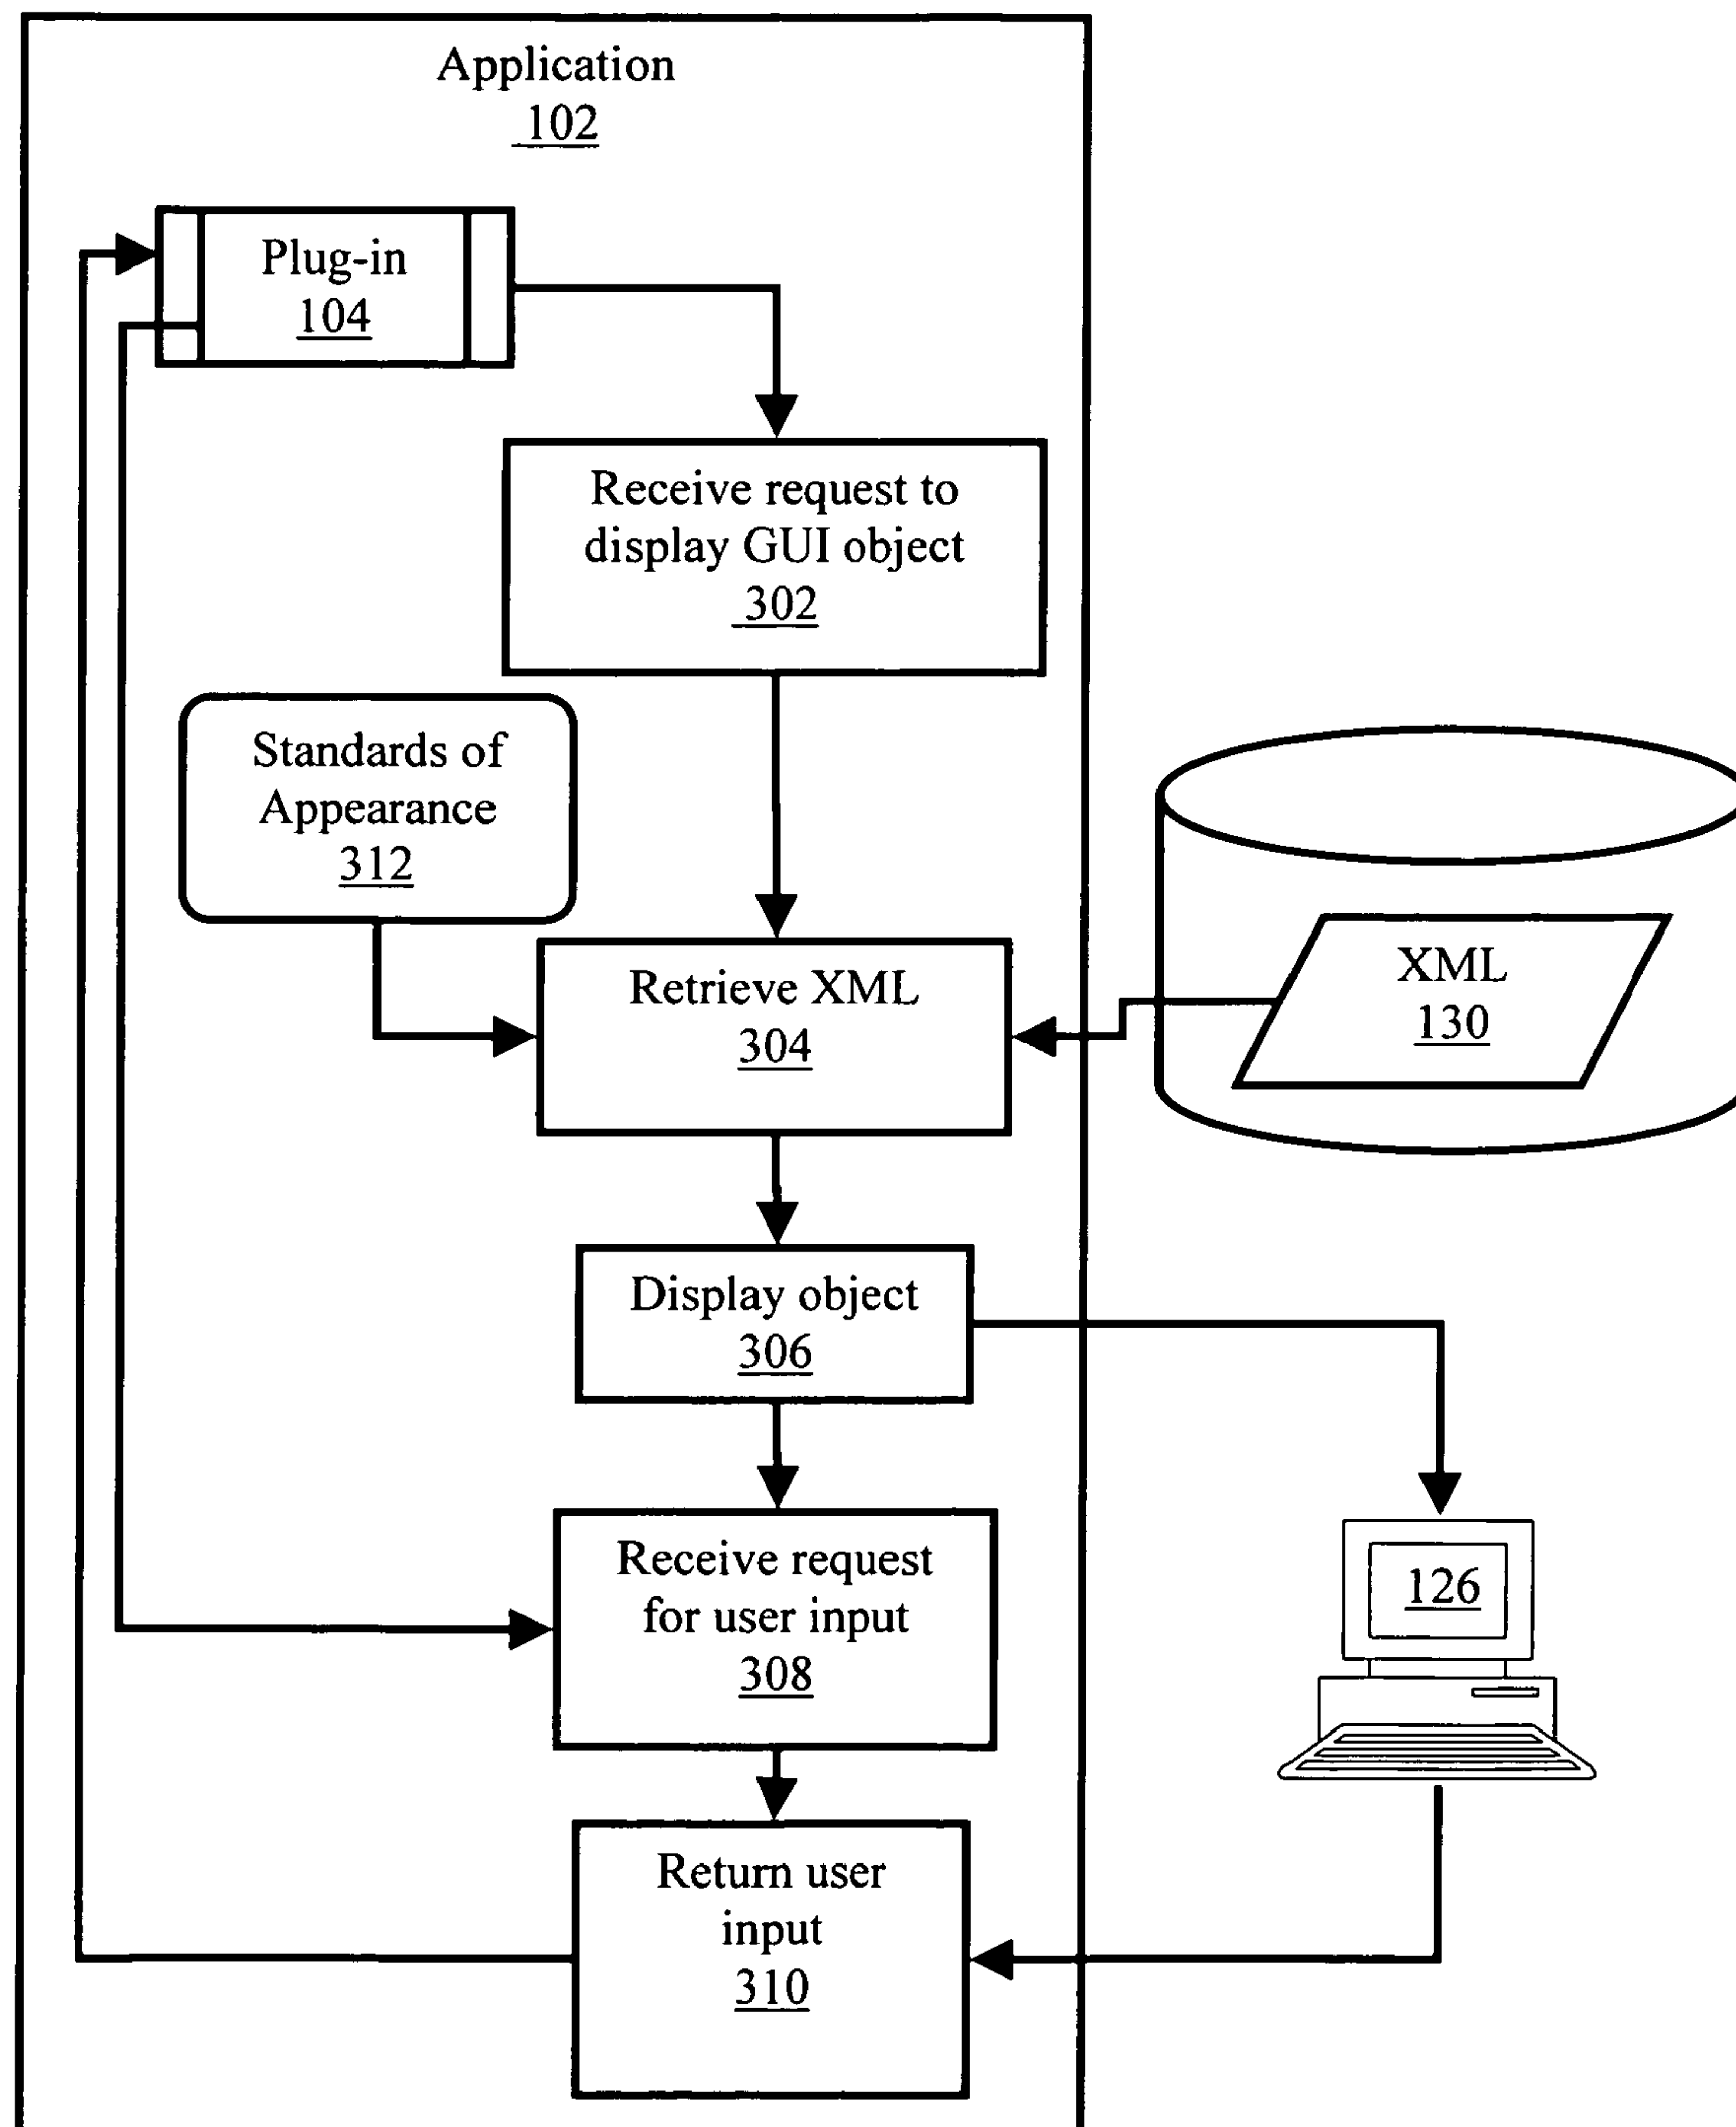 Application
102
Plug-in
104
Receive request to
display GUI object
302
Standards of
Appearance
312
Retrieve XML
304
XML
130
Display object
306
Receive request
for user input
308
126
Return user
input
310